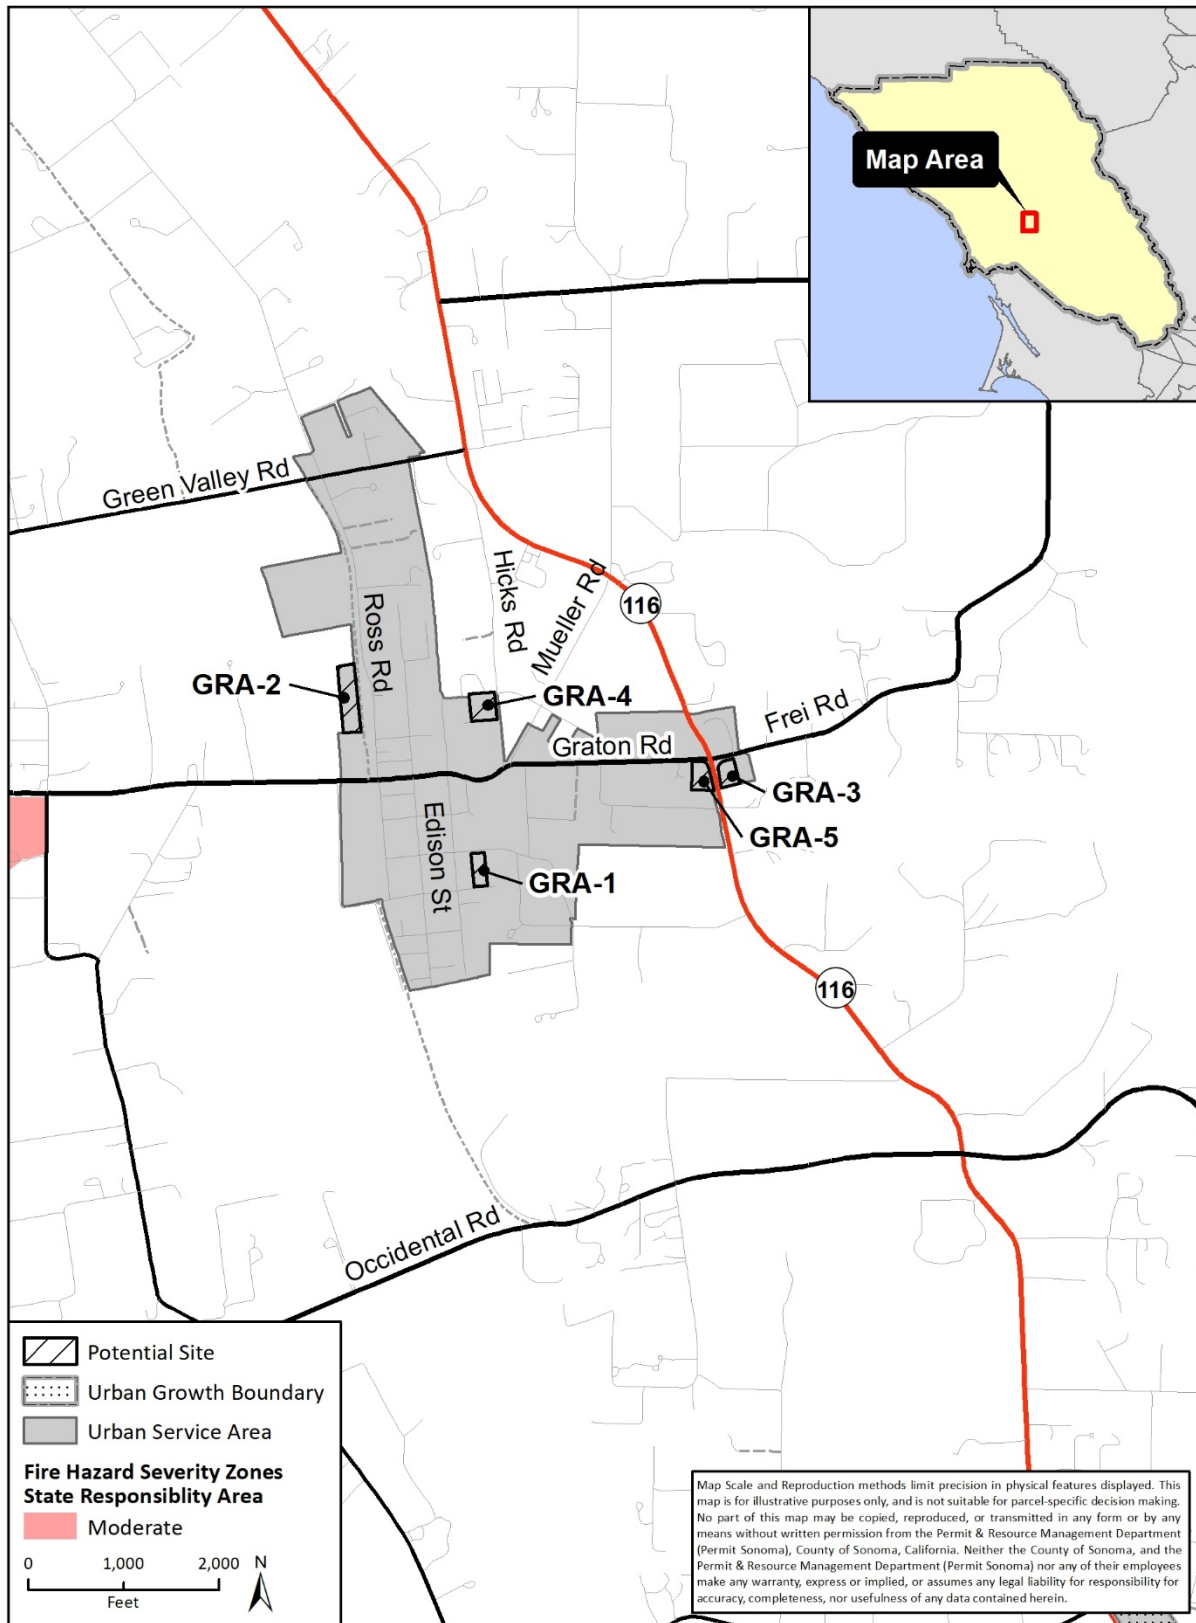 Map Area
Green Valley Rd
Hicks Rd
Mueller Rd
116
Ross Rd
GRA-2
GRA-4
Frei Rd
Graton Rd
GRA-3
GRA-5
Edison St
GRA-1
116
Occidental Rd
Potential Site
Urban Growth Boundary
Urban Service Area
Fire Hazard Severity Zones
State Responsiblity Area
Moderate
0 1,000 2,000 N
Feet
Map Scale and Reproduction methods limit precision in physical features displayed. This
map is for illustrative purposes only, and is not suitable for parcel-specific decision making.
No part of this map may be copied, reproduced, or transmitted in any form or by any
means without written permission from the Permit & Resource Management Department
(Permit Sonoma), County of Sonoma, California. Neither the County of Sonoma, and the
Permit & Resource Management Department (Permit Sonoma) nor any of their employees
make any warranty, express or implied, or assumes any legal liability for responsibility for
accuracy, completeness, nor usefulness of any data contained herein.